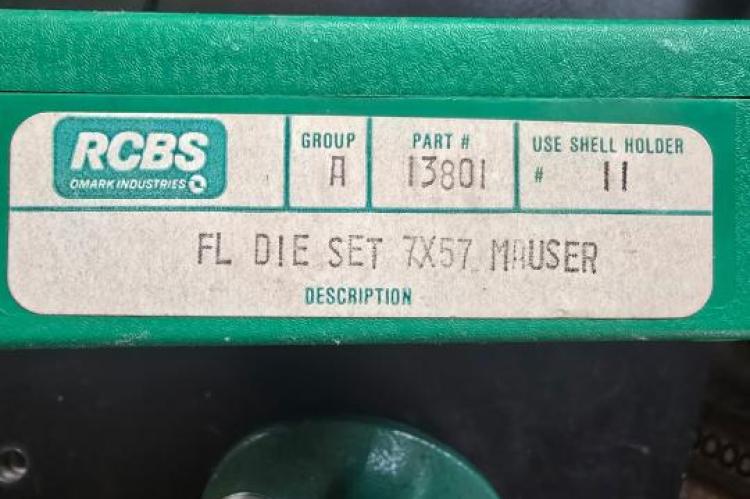 RCBS
OMARK INDUSTRIES
GROUP
A
PART #
13801
USE SHELL HOLDER
# 11
FL DIE SET 7X57 MAUSER
DESCRIPTION